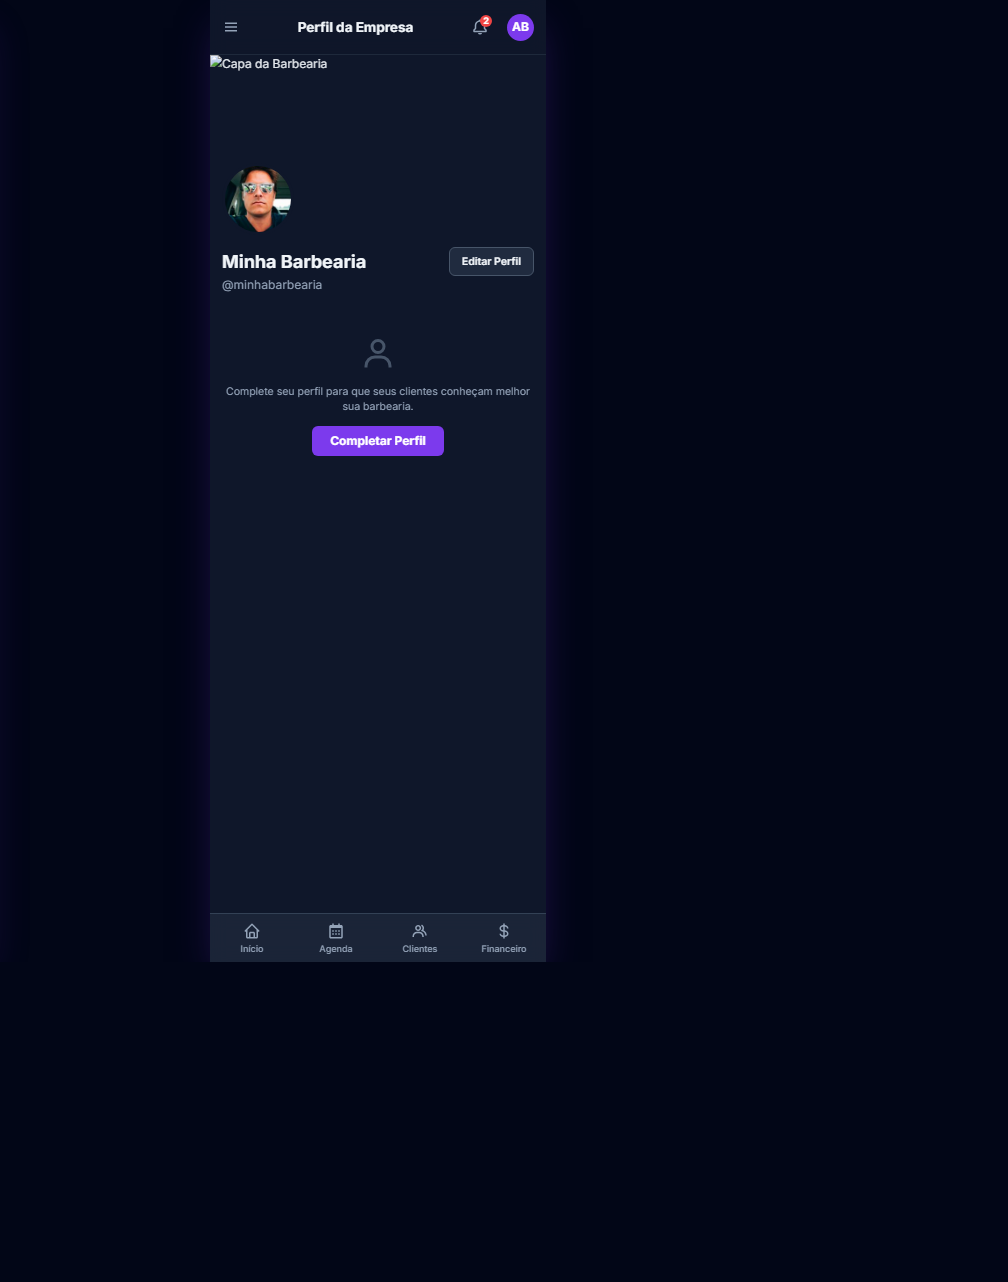 Perfil da Empresa
2
AB
Capa da Barbearia
Minha Barbearia
Editar Perfil
@minhabarbearia
Complete seu perfil para que seus clientes conheçam melhor
sua barbearia.
Completar Perfil
Início
Agenda
Clientes
Financeiro